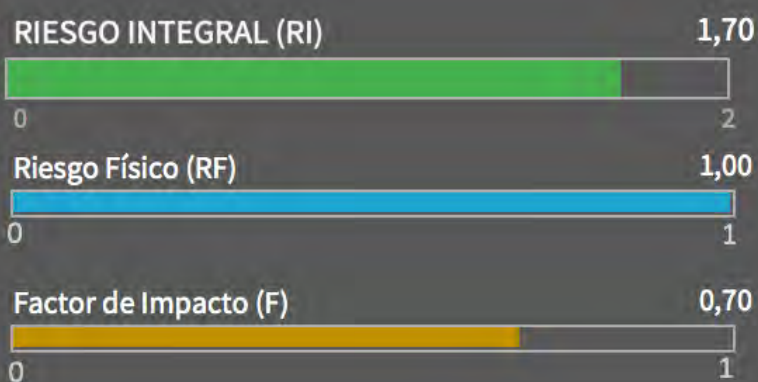 RIESGO INTEGRAL (RI) 1,70
0 2
Riesgo Físico (RF) 1,00
0 1
Factor de Impacto (F) 0,70
0 1